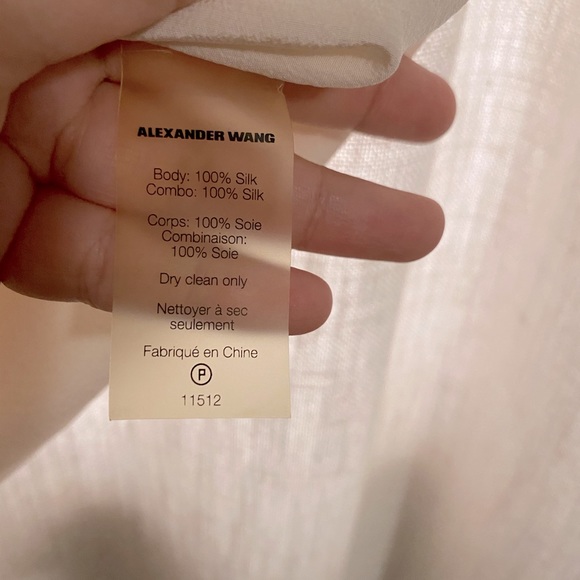 ALEXANDER WANG
Body: 100% Silk
Combo: 100% Silk
Corps: 100% Soie
Combinaison:
100% Soie
Dry clean only
Nettoyer à sec
seulement
Fabriqué en Chine
P
11512